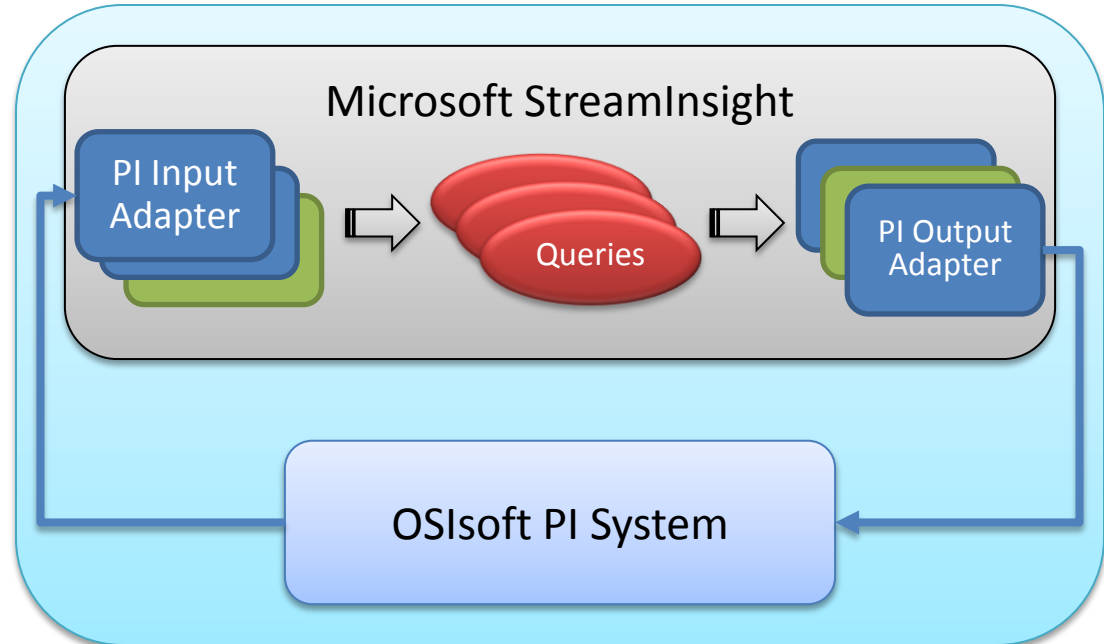 Microsoft StreamInsight
PI Input
Adapter
Queries
PI Output
Adapter
OSIsoft PI System